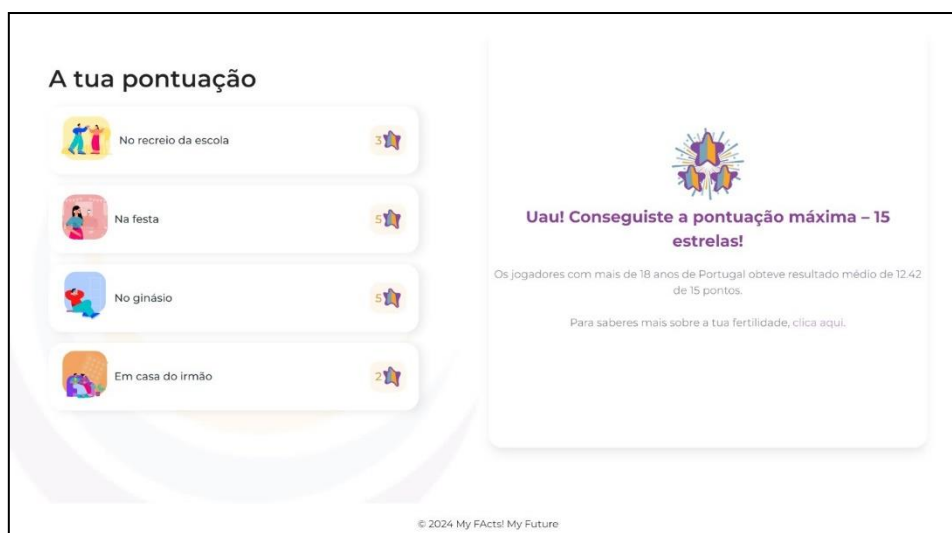 A tua pontuação
No recreio da escola
3
Na festa
5
No ginásio
5
Em casa do irmão
2
Uau! Conseguiste a pontuação máxima – 15
estrelas!
Os jogadores com mais de 18 anos de Portugal obteve resultado médio de 12.42
de 15 pontos.
Para saberes mais sobre a tua fertilidade, clica aqui.
© 2024 My FActs! My Future